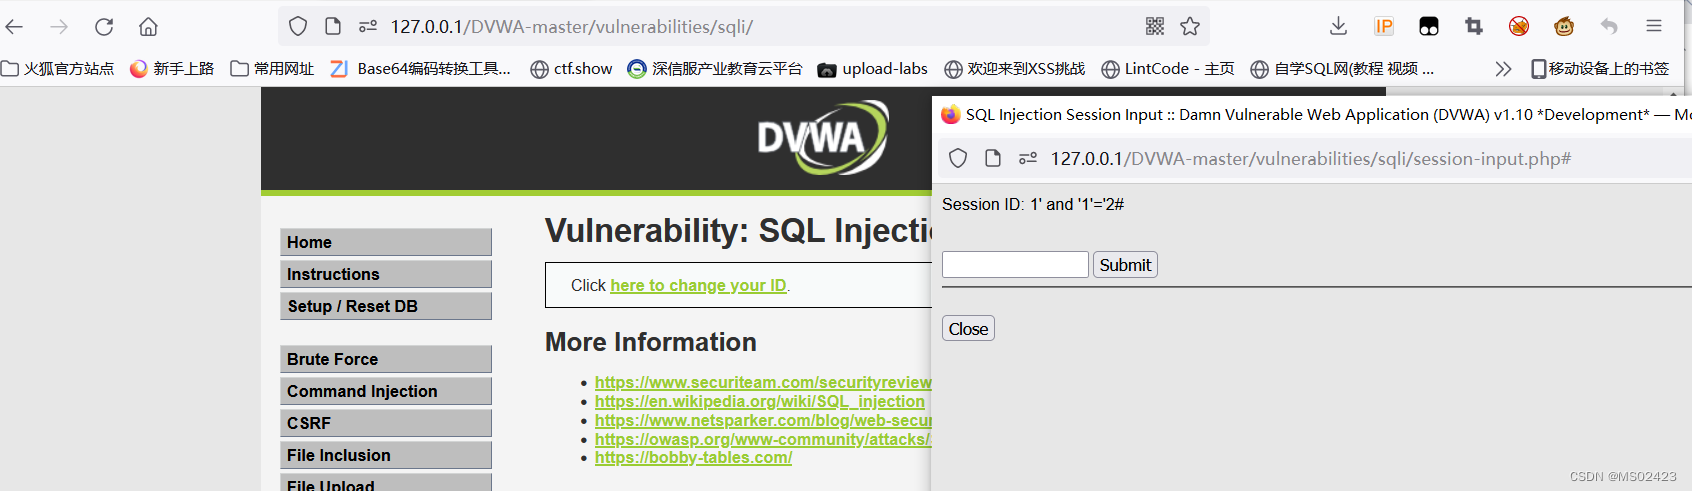 127.0.0.1/DVWA-master/vulnerabilities/sqli/
IP
火狐官方站点 新手上路 常用网址 Base64编码转换工具... ctf.show 深信服产业教育云平台 upload-labs 欢迎来到XSS挑战 LintCode - 主页 自学SQL网(教程 视频 ... 移动设备上的书签
DVWA
Home
Instructions
Setup / Reset DB
Brute Force
Command Injection
CSRF
File Inclusion
File Upload
Vulnerability: SQL Injectio
Click here to change your ID.
More Information
https://www.securiteam.com/securityreview
https://en.wikipedia.org/wiki/SQL_injection
https://www.netsparker.com/blog/web-secu
https://owasp.org/www-community/attacks/
https://bobby-tables.com/
SQL Injection Session Input :: Damn Vulnerable Web Application (DVWA) v1.10 *Development* — Mo
127.0.0.1/DVWA-master/vulnerabilities/sqli/session-input.php#
Session ID: 1' and '1'='2#
Submit
Close
CSDN @MS02423